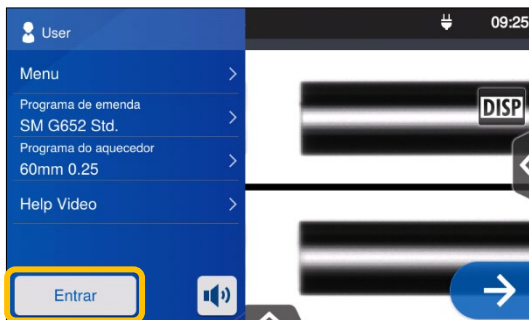 User
09:25
Menu
Programa de emenda
SM G652 Std.
Programa do aquecedor
60mm 0.25
Help Video
Entrar
DISP